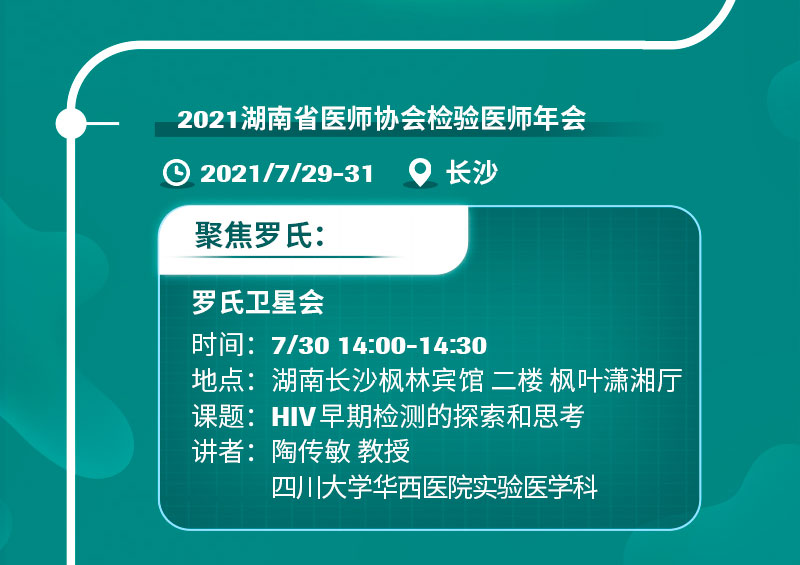 2021湖南省医师协会检验医师年会
2021/7/29-31 长沙
聚焦罗氏：
罗氏卫星会
时间：7/30 14:00-14:30
地点：湖南长沙枫林宾馆 二楼 枫叶潇湘厅
课题：HIV早期检测的探索和思考
讲者：陶传敏 教授
四川大学华西医院实验医学科